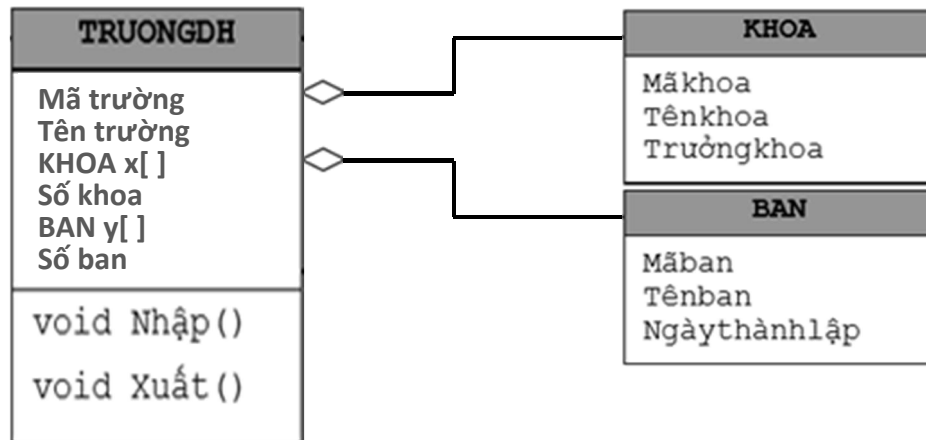 TRUONGDH
Mã trường
Tên trường
KHOA x[ ]
Số khoa
BAN y[ ]
Số ban
void Nhập()
void Xuất()
KHOA
Mãkhoa
Tênkhoa
Truởngkhoa
BAN
Mãban
Tênban
Ngàythànhlập